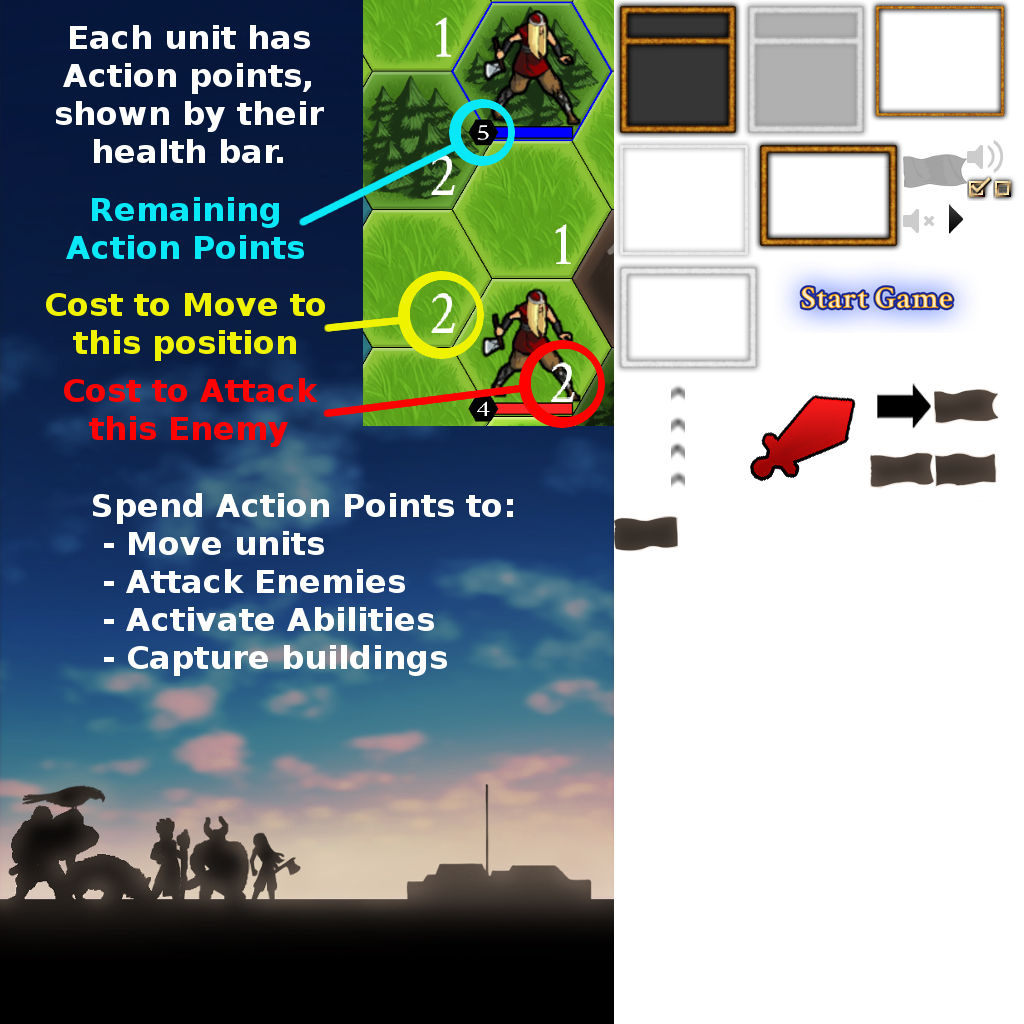 Each unit has
Action points,
shown by their
health bar.
Remaining
Action Points
Cost to Move to
this position
Cost to Attack
this Enemy
1
5
2
1
2
2
4
Spend Action Points to:
- Move units
- Attack Enemies
- Activate Abilities
- Capture buildings
Start Game